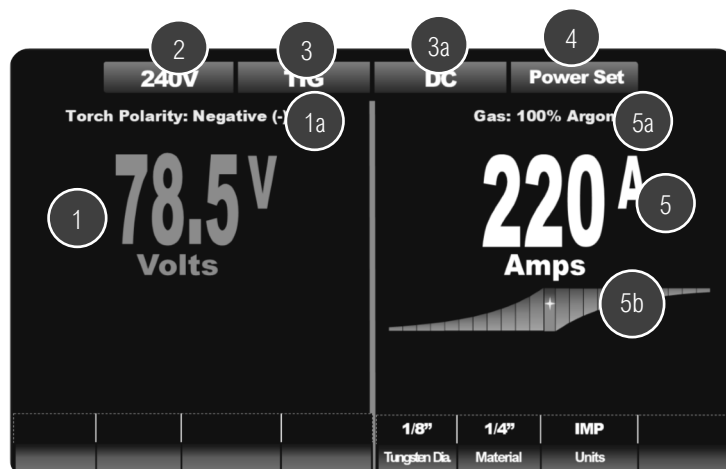 2 3 3a 4
240V TIG DC Power Set
Torch Polarity: Negative (-) 1a
Gas: 100% Argon 5a
1 78.5 V
Volts
220 A 5
Amps
5b
1/8” 1/4” IMP
Tungsten Dia. Material Units